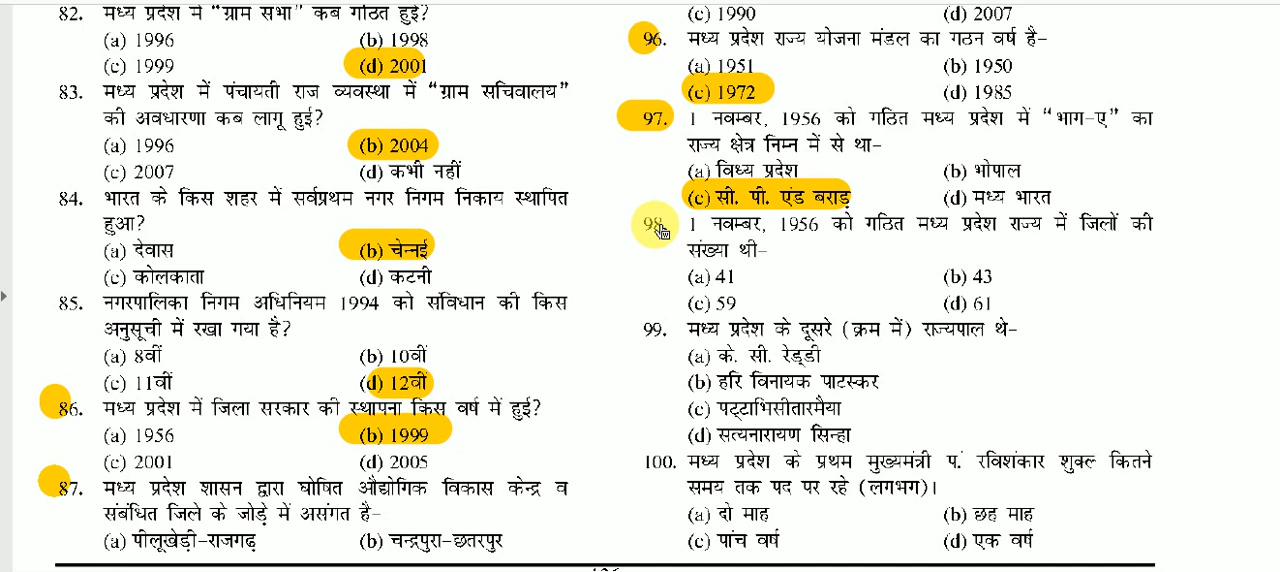 82. मध्य प्रदेश में “ग्राम सभा” कब गठित हुई?
(a) 1996 (b) 1998
(c) 1999 (d) 2001
83. मध्य प्रदेश में पंचायती राज व्यवस्था में “ग्राम सचिवालय”
की अवधारणा कब लागू हुई?
(a) 1996 (b) 2004
(c) 2007 (d) कभी नहीं
84. भारत के किस शहर में सर्वप्रथम नगर निगम निकाय स्थापित
हुआ?
(a) देवास (b) चेन्नई
(c) कोलकाता (d) कटनी
85. नगरपालिका निगम अधिनियम 1994 को संविधान की किस
अनुसूची में रखा गया है?
(a) 8वीं (b) 10वीं
(c) 11वीं (d) 12वीं
86. मध्य प्रदेश में जिला सरकार की स्थापना किस वर्ष में हुई?
(a) 1956 (b) 1999
(c) 2001 (d) 2005
87. मध्य प्रदेश शासन द्वारा घोषित औद्योगिक विकास केन्द्र व
संबंधित जिले के जोड़े में असंगत है–
(a) पीलूखेड़ी–राजगढ़ (b) चन्द्रपुरा–छतरपुर
(c) 1990 (d) 2007
96. मध्य प्रदेश राज्य योजना मंडल का गठन वर्ष है–
(a) 1951 (b) 1950
(c) 1972 (d) 1985
97. 1 नवम्बर, 1956 को गठित मध्य प्रदेश में “भाग-ए” का
राज्य क्षेत्र निम्न में से था–
(a) विध्य प्रदेश (b) भोपाल
(c) सी. पी. एंड बराड़ (d) मध्य भारत
98. 1 नवम्बर, 1956 को गठित मध्य प्रदेश राज्य में जिलों की
संख्या थी–
(a) 41 (b) 43
(c) 59 (d) 61
99. मध्य प्रदेश के दूसरे (क्रम में) राज्यपाल थे–
(a) के. सी. रेड्डी
(b) हरि विनायक पाटस्कर
(c) पट्टाभिसीतारमैया
(d) सत्यनारायण सिन्हा
100. मध्य प्रदेश के प्रथम मुख्यमंत्री पं. रविशंकर शुक्ल कितने
समय तक पद पर रहे (लगभग)।
(a) दो माह (b) छह माह
(c) पांच वर्ष (d) एक वर्ष